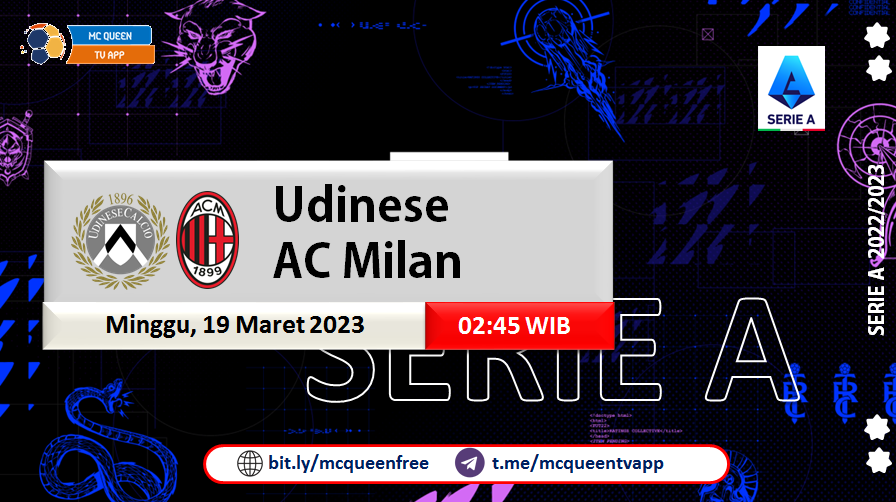 MC QUEEN
TV APP
SERIE A
SERIE A 2022/2023
1896
UDINESE CALCIO
ACM
1899
Udinese
AC Milan
Minggu, 19 Maret 2023
02:45 WIB
SERIE A
bit.ly/mcqueenfree
t.me/mcqueentvapp